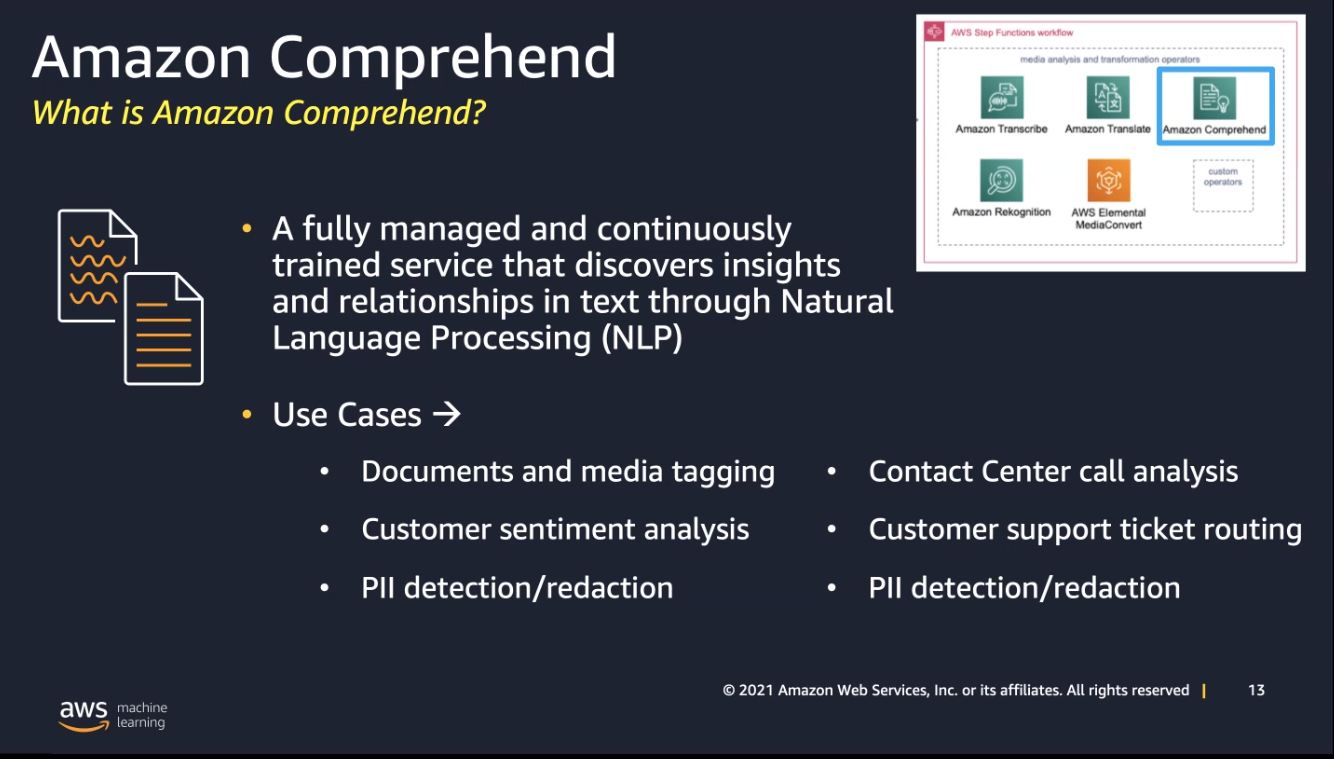 Amazon Comprehend
What is Amazon Comprehend?
AWS Step Functions workflow
media analysis and transformation operators
Amazon Transcribe
Amazon Translate
Amazon Comprehend
Amazon Rekognition
AWS Elemental
MediaConvert
custom
operators
• A fully managed and continuously
trained service that discovers insights
and relationships in text through Natural
Language Processing (NLP)
• Use Cases →
• Documents and media tagging
• Customer sentiment analysis
• PII detection/redaction
• Contact Center call analysis
• Customer support ticket routing
• PII detection/redaction
aws machine
learning
© 2021 Amazon Web Services, Inc. or its affiliates. All rights reserved | 13